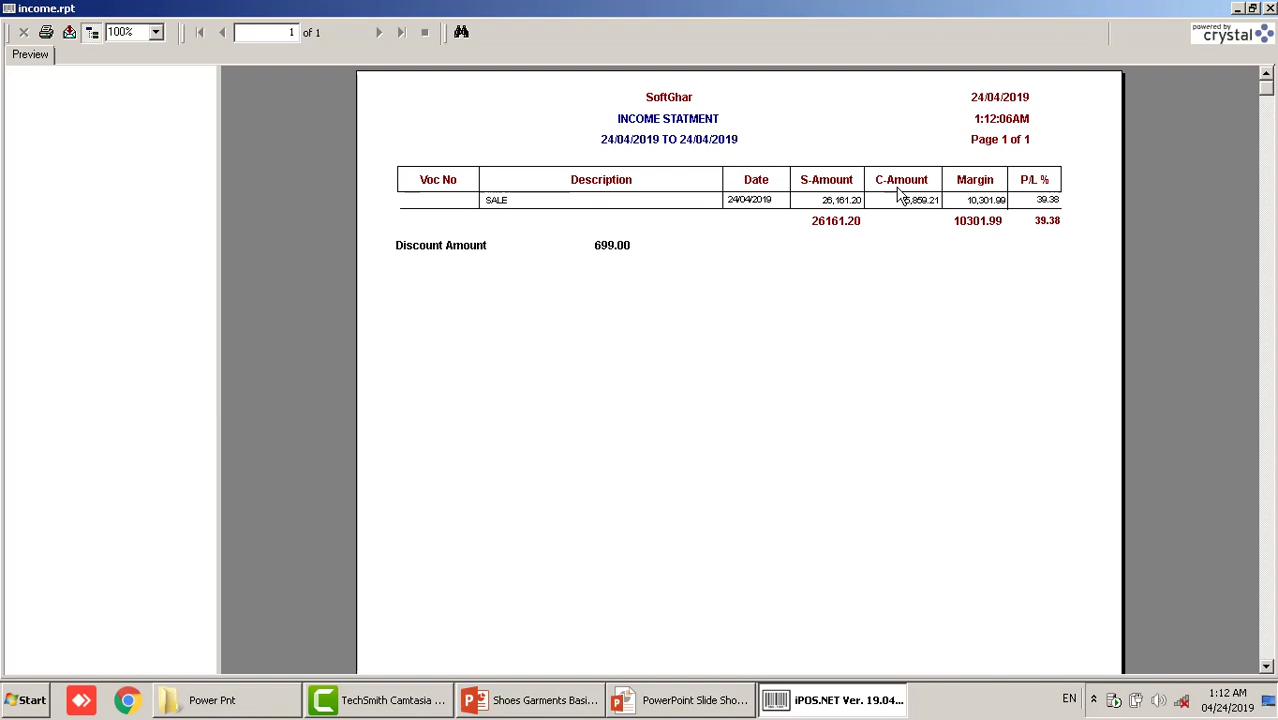 income.rpt
100%
1 of 1
powered by
crystal
Preview
SoftGhar 24/04/2019
INCOME STATMENT 1:12:06AM
24/04/2019 TO 24/04/2019 Page 1 of 1
Voc No Description Date S-Amount C-Amount Margin P/L %
SALE 24/04/2019 26,161.20 10,301.99 39.38
26161.20 10301.99 39.38
Discount Amount 699.00
Start Power Pnt TechSmith Camtasia ... Shoes Garments Basi... PowerPoint Slide Sho... iPOS.NET Ver. 19.04... EN 1:12 AM
04/24/2019